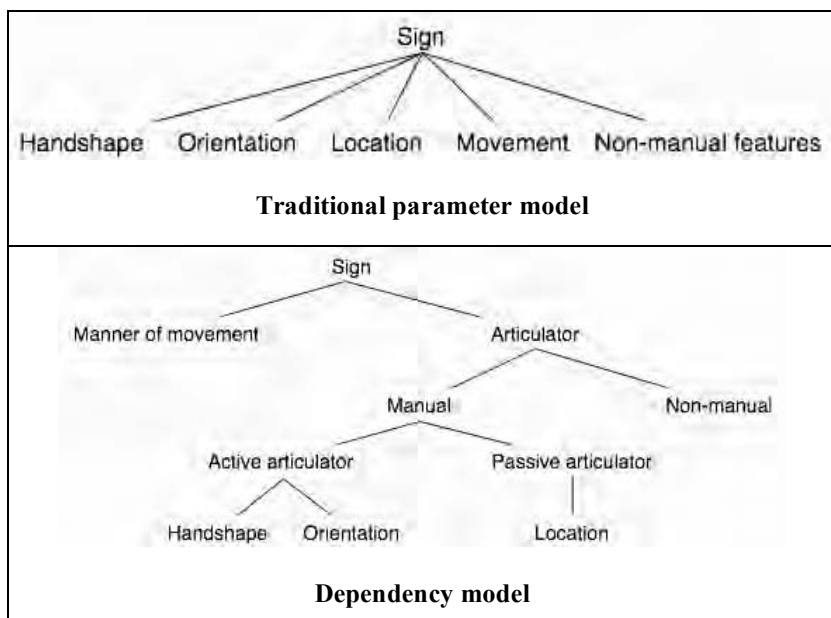 Sign
Handshape Orientation Location Movement Non-manual features
Traditional parameter model
Sign
Manner of movement Articulator
Manual Non-manual
Active articulator Passive articulator
Handshape Orientation Location
Dependency model